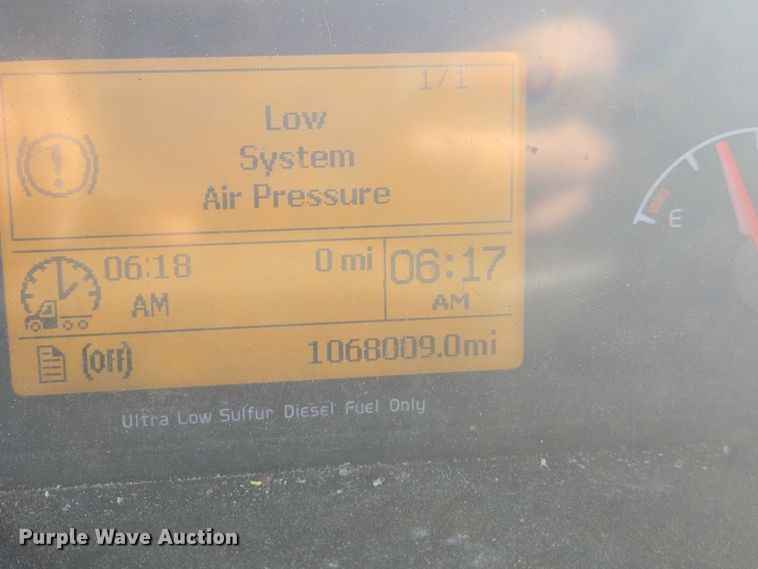 1/1
Low
System
Air Pressure
06:18
AM
0 mi
06:17
AM
(Off)
1068009.0mi
E
Ultra Low Sulfur Diesel Fuel Only
Purple Wave Auction